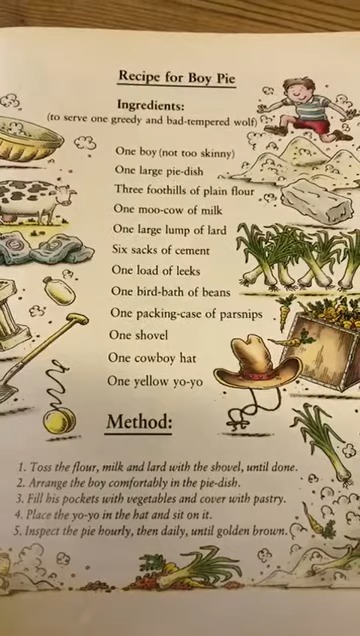 Recipe for Boy Pie
Ingredients:
(to serve one greedy and bad-tempered wolf)
One boy (not too skinny)
One large pie-dish
Three foothills of plain flour
One moo-cow of milk
One large lump of lard
Six sacks of cement
One load of leeks
One bird-bath of beans
One packing-case of parsnips
One shovel
One cowboy hat
One yellow yo-yo
Method:
1. Toss the flour, milk and lard with the shovel, until done.
2. Arrange the boy comfortably in the pie-dish.
3. Fill his pockets with vegetables and cover with pastry.
4. Place the yo-yo in the hat and sit on it.
5. Inspect the pie hourly, then daily, until golden brown.